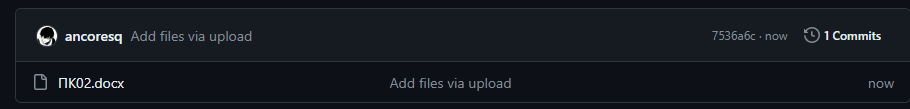 ancoresq Add files via upload 7536a6c · now 1 Commits
ПК02.docx Add files via upload now